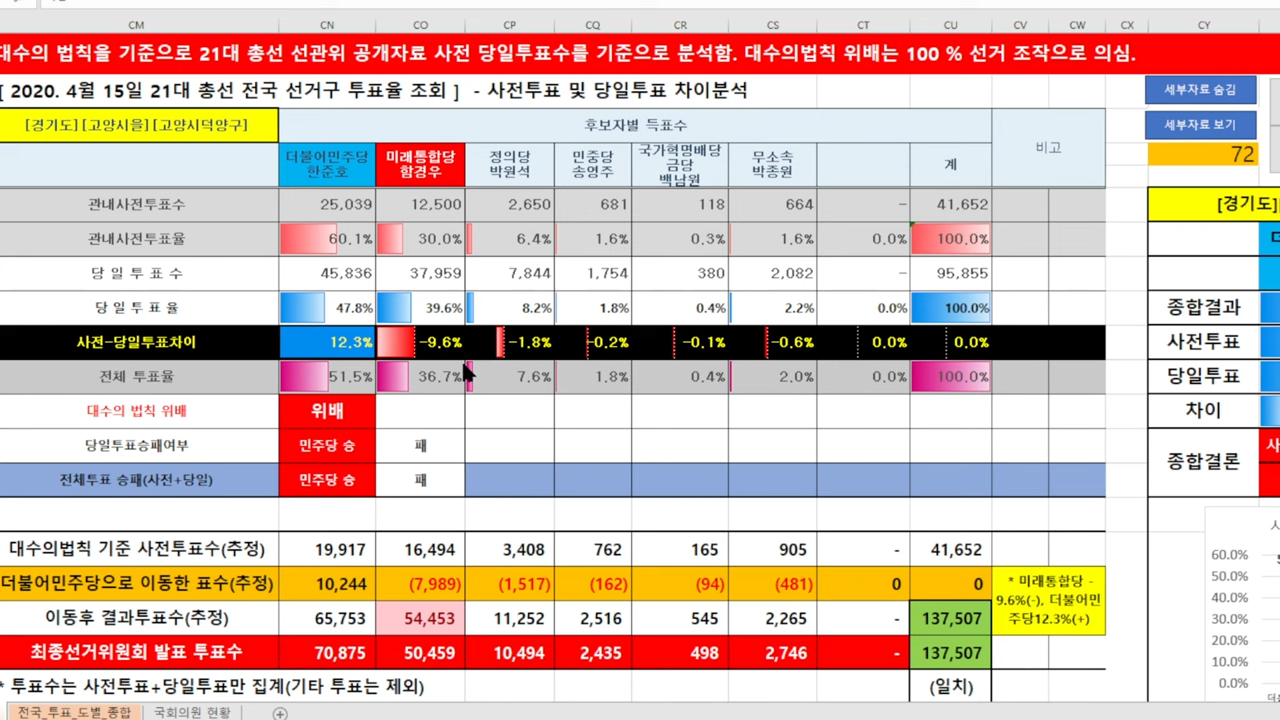 CM CN CO CP CQ CR CS CT CU CV CW CX CY
대수의 법칙을 기준으로 21대 총선 선관위 공개자료 사전 당일투표수를 기준으로 분석함. 대수의법칙 위배는 100 % 선거 조작으로 의심.
[ 2020. 4월 15일 21대 총선 전국 선거구 투표율 조회 ] - 사전투표 및 당일투표 차이분석
세부자료 숨김
[경기도] [고양시을] [고양시덕양구] 후보자별 득표수 비고
세부자료 보기
72
더불어민주당 한준호
미래통합당 함경우
정의당 박원석
민중당 송영주
국가혁명배당금당 백남원
무소속 박종원
계
관내사전투표수 25,039 12,500 2,650 681 118 664 - 41,652
[경기도]
관내사전투표율 60.1% 30.0% 6.4% 1.6% 0.3% 1.6% 0.0% 100.0%
당 일 투 표 수 45,836 37,959 7,844 1,754 380 2,082 - 95,855
당 일 투 표 율 47.8% 39.6% 8.2% 1.8% 0.4% 2.2% 0.0% 100.0% 종합결과
사전-당일투표차이 12.3% -9.6% -1.8% -0.2% -0.1% -0.6% 0.0% 0.0% 사전투표
전체 투표율 51.5% 36.7% 7.6% 1.8% 0.4% 2.0% 0.0% 100.0% 당일투표
대수의 법칙 위배 위배 차이
당일투표승패여부 민주당 승 패
종합결론
전체투표 승패(사전+당일) 민주당 승 패
대수의법칙 기준 사전투표수(추정) 19,917 16,494 3,408 762 165 905 - 41,652
더불어민주당으로 이동한 표수(추정) 10,244 (7,989) (1,517) (162) (94) (481) 0 0
* 미래통합당 -
9.6%(-), 더불어민
주당12.3%(+)
이동후 결과투표수(추정) 65,753 54,453 11,252 2,516 545 2,265 - 137,507
최종선거위원회 발표 투표수 70,875 50,459 10,494 2,435 498 2,746 - 137,507
* 투표수는 사전투표+당일투표만 집계(기타 투표는 제외) (일치)
60.0%
50.0%
40.0%
30.0%
20.0%
10.0%
0.0%
전국_투표_도별_종합 국회의원 현황